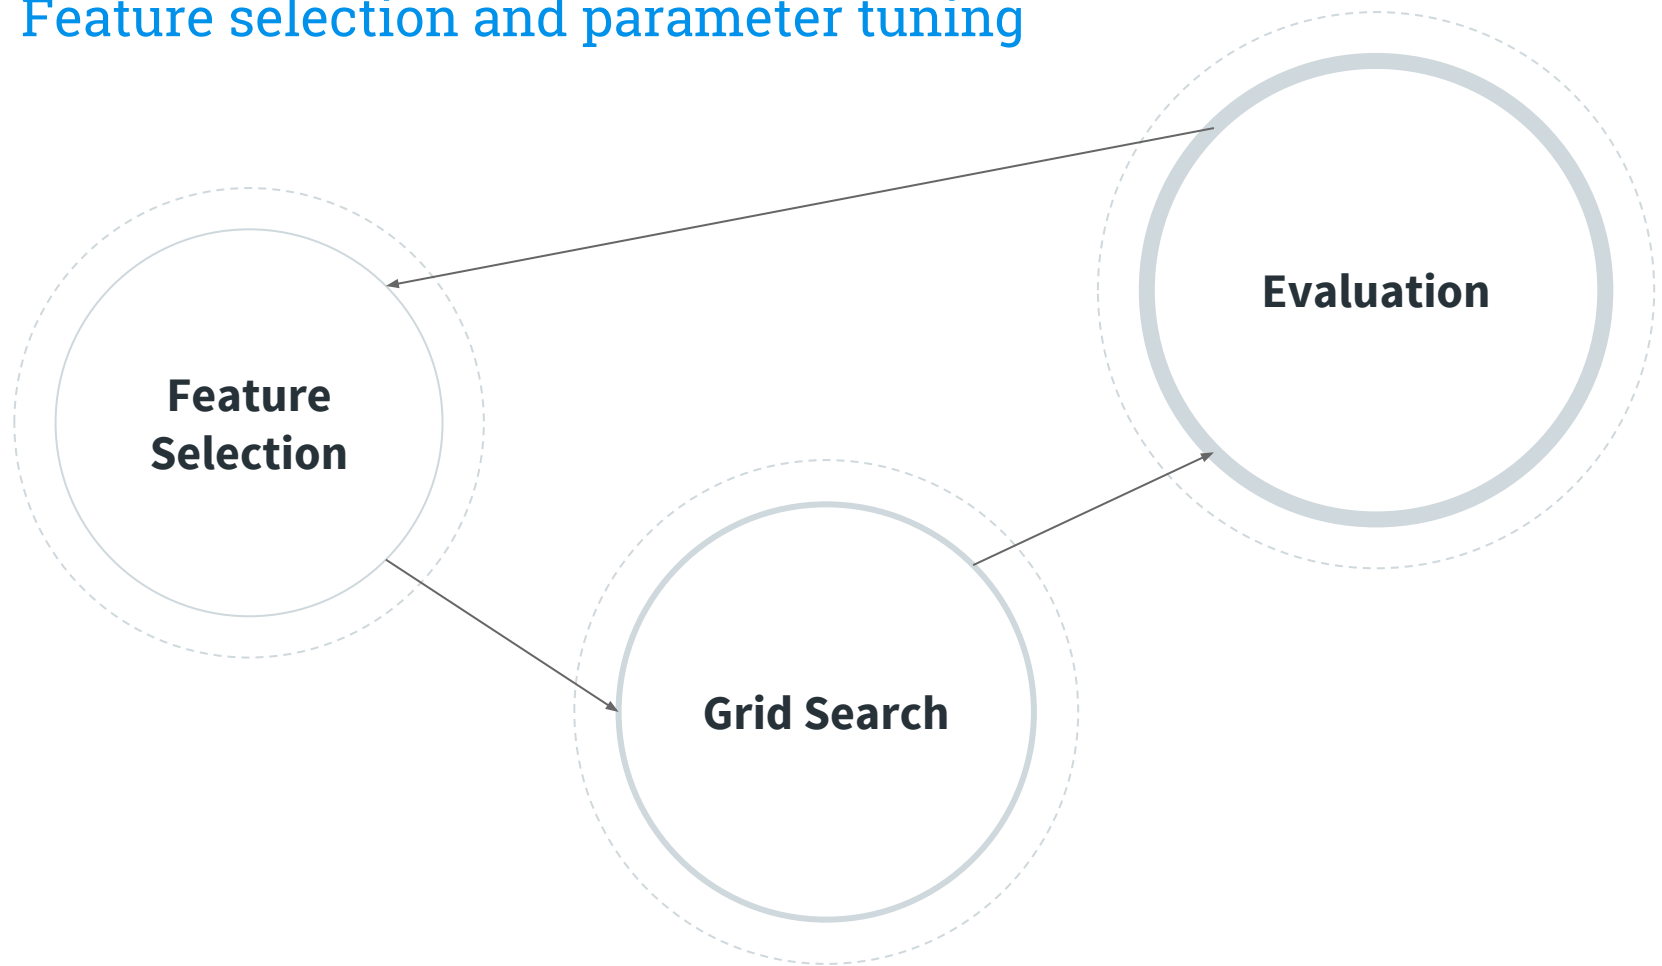 Feature selection and parameter tuning
Feature
Selection
Grid Search
Evaluation